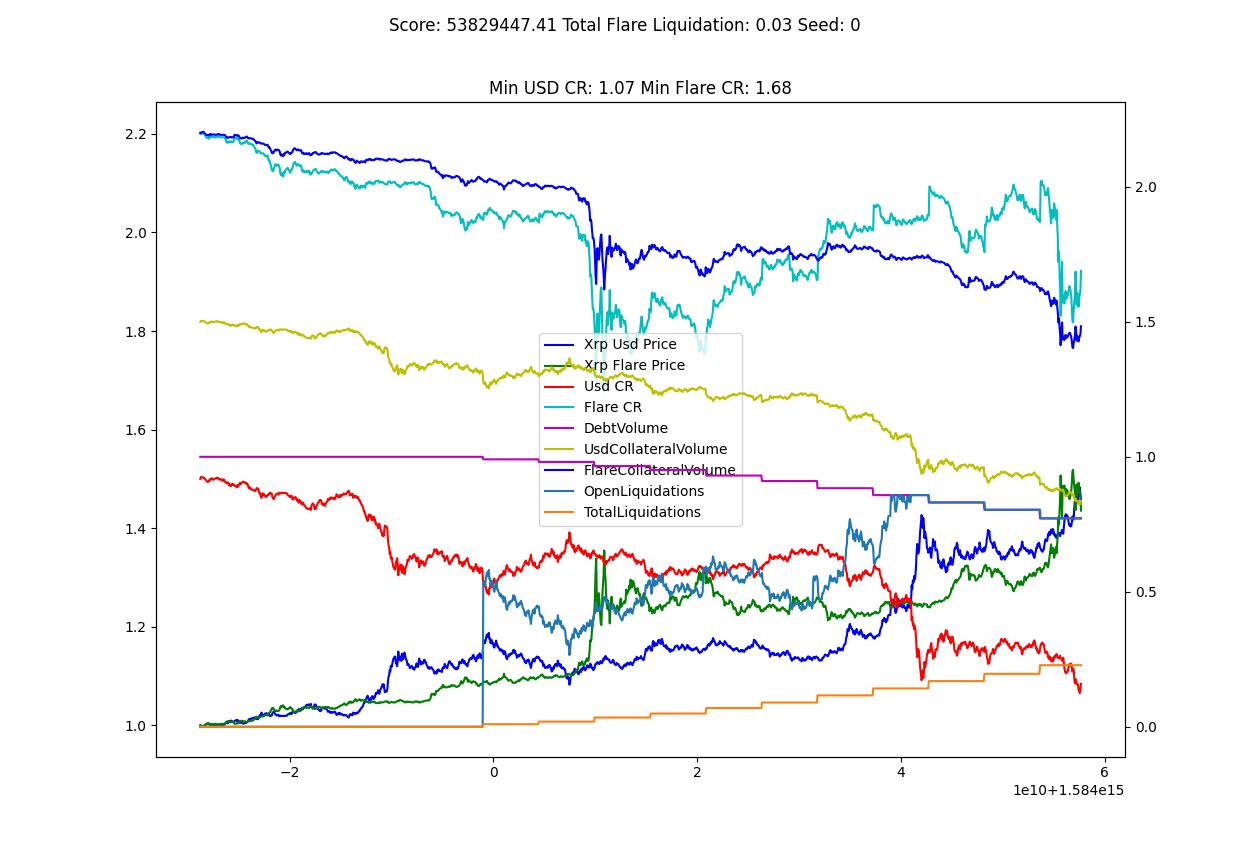 Score: 53829447.41 Total Flare Liquidation: 0.03 Seed: 0
Min USD CR: 1.07 Min Flare CR: 1.68
2.2
2.0
1.8
1.6
1.4
1.2
1.0
2.0
1.5
1.0
0.5
0.0
Xrp Usd Price
Xrp Flare Price
Usd CR
Flare CR
DebtVolume
UsdCollateralVolume
FlareCollateralVolume
OpenLiquidations
TotalLiquidations
−2 0 2 4 6
1e10+1.584e15